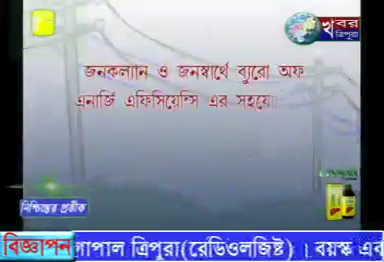 খবর
ত্রিপুরা
জনকল্যান ও জনস্বার্থে ব্যুরো অফ
এনার্জি এফিসিয়েন্সি এর সহযো
নিশ্চিন্তের প্রতীক
বিজ্ঞাপন গোপাল ত্রিপুরা(রেডিওলজিষ্ট) । বয়স্ক এব